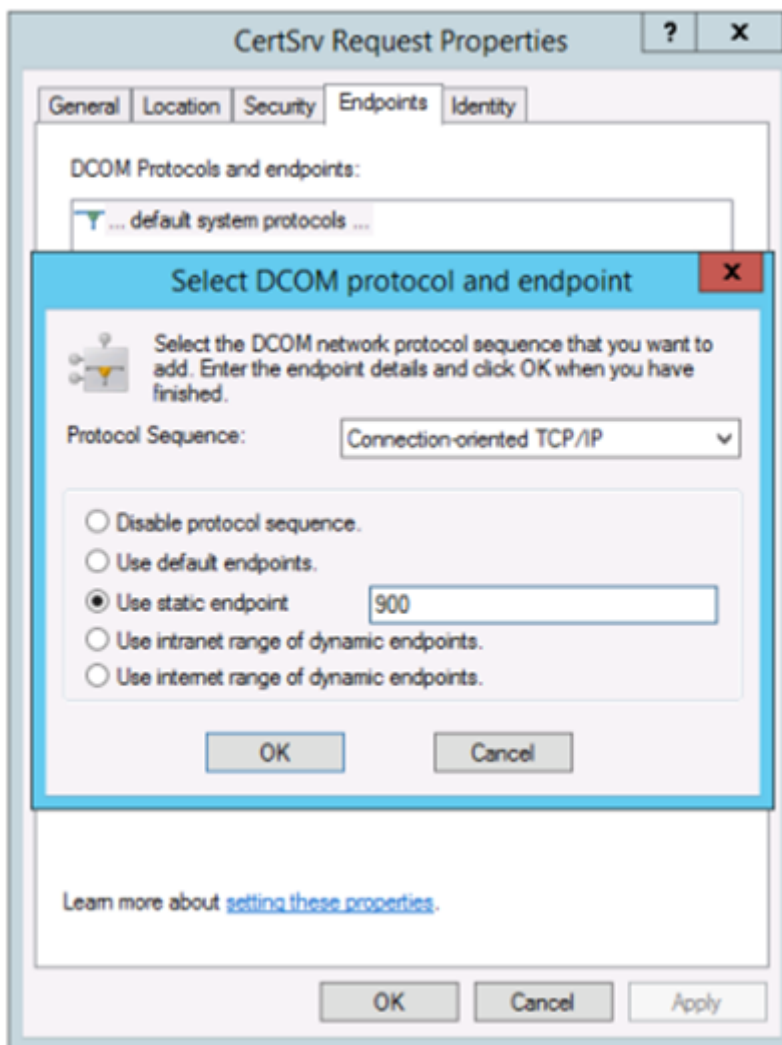 CertSrv Request Properties
? x
General Location Security Endpoints Identity
DCOM Protocols and endpoints:
... default system protocols ...
Select DCOM protocol and endpoint
x
Select the DCOM network protocol sequence that you want to
add. Enter the endpoint details and click OK when you have
finished.
Protocol Sequence: Connection-oriented TCP/IP
Disable protocol sequence.
Use default endpoints.
Use static endpoint 900
Use intranet range of dynamic endpoints.
Use internet range of dynamic endpoints.
OK Cancel
Learn more about setting these properties.
OK Cancel Apply